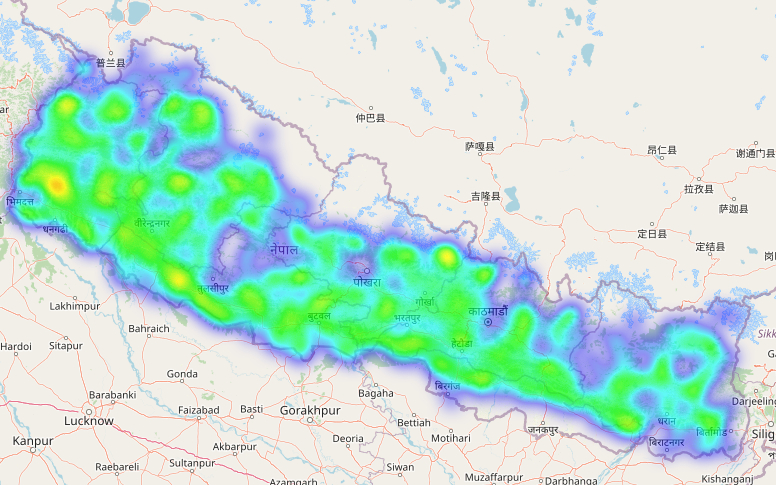 普兰县
ar
仲巴县
萨嘎县
昂仁县
谢通门县
拉孜县
吉隆县
萨迦县
भिमदत्त
धनगढी
वीरेन्द्रनगर
定日县
定结县
岗
नेपाल
पोखरा
तुलसीपुर
गोर्खा
काठमाडौं
Lakhimpur
बुटवल
भरतपुर
Bahraich
हेटौडा
Sikk
Hardoi
Sitapur
Gonda
बिरगंज
Ga
Barabanki
Bagaha
Darjeeling
Lucknow
Faizabad
Basti
Gorakhpur
Bettiah
धरान
जनकपुर
बिर्तामोड
Silig
Kanpur
Akbarpur
Deoria
Motihari
बिराटनगर
Raebareli
Sultanpur
Siwan
Muzaffarpur
Darbhanga
Kishanganj
Azamgarh